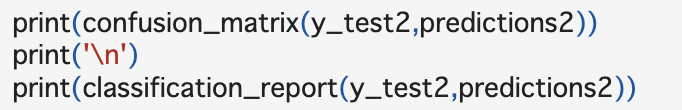 print(confusion_matrix(y_test2,predictions2))
print('\n')
print(classification_report(y_test2,predictions2))